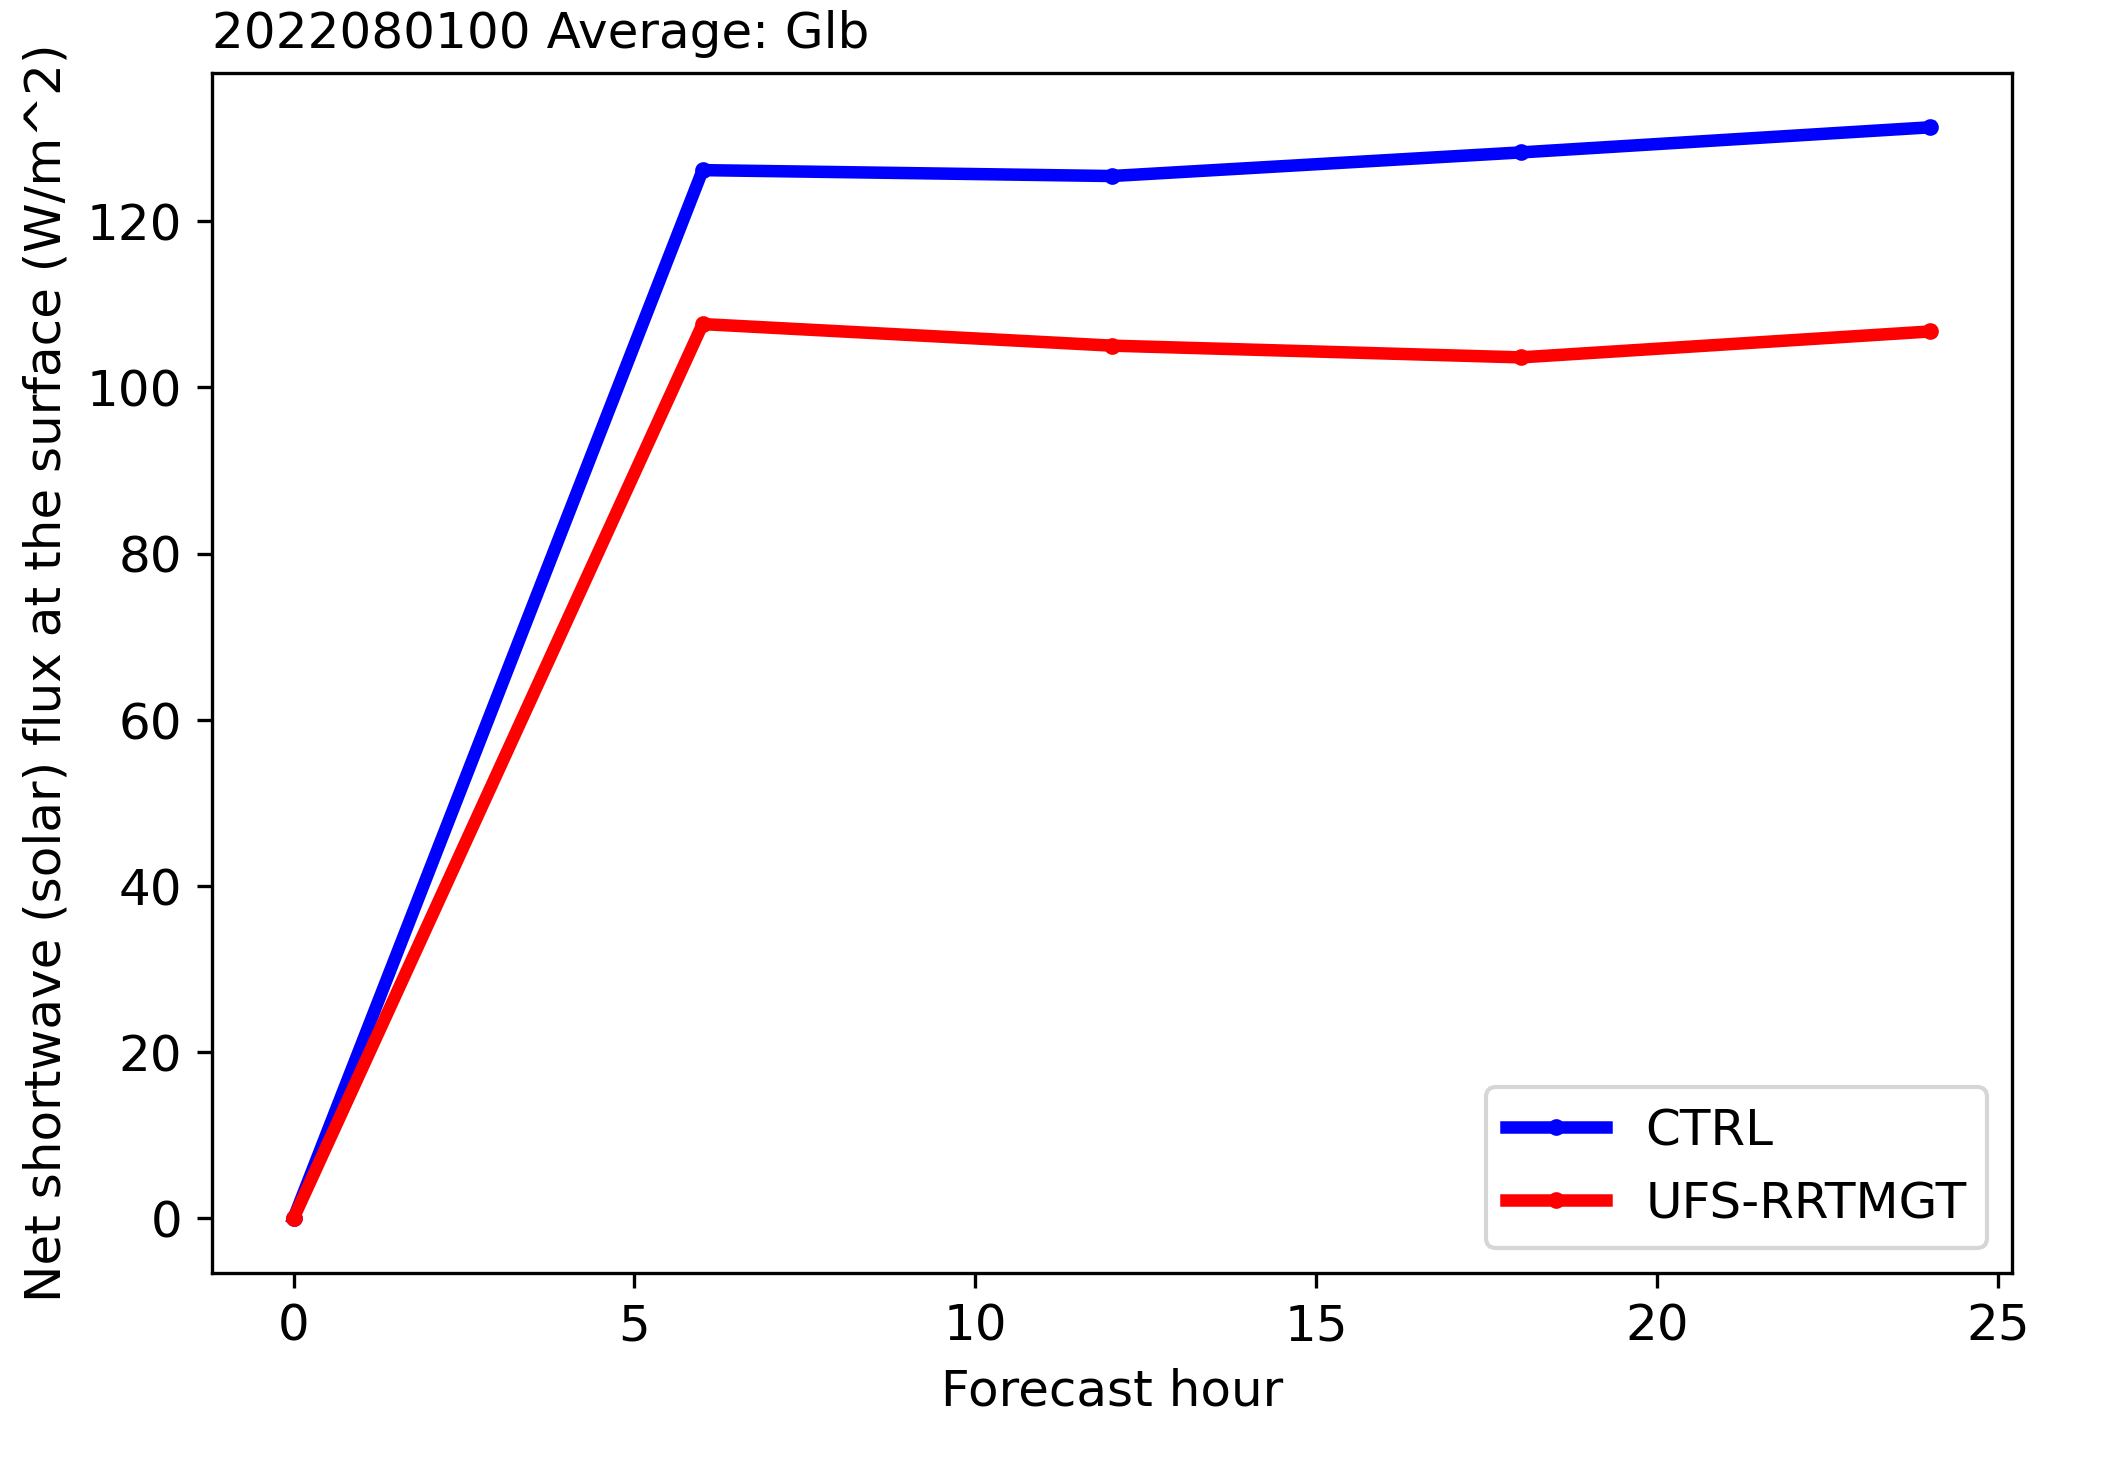 2022080100 Average: Glb
Net shortwave (solar) flux at the surface (W/m^2)
120
100
80
60
40
20
0
CTRL
UFS-RRTMGT
0 5 10 15 20 25
Forecast hour